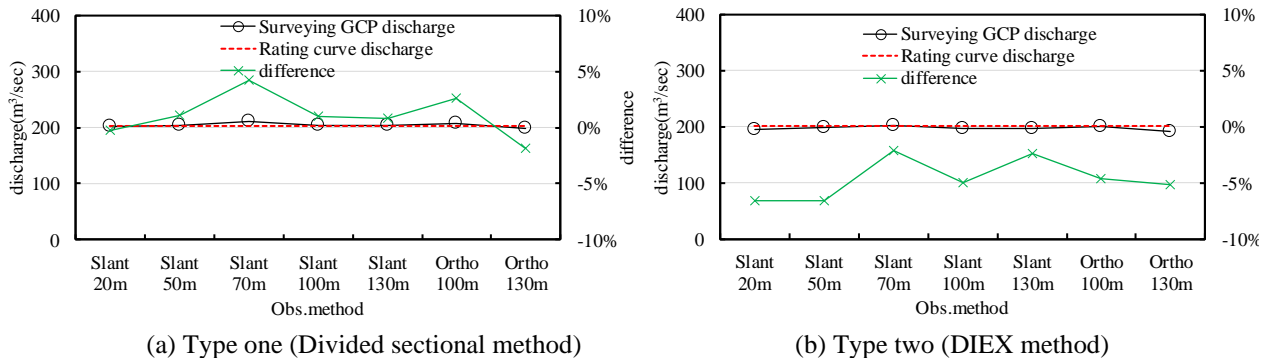 400
300
200
100
0
discharge(m³/sec)
10%
5%
0%
-5%
-10%
difference
Surveying GCP discharge
Rating curve discharge
difference
Slant 20m
Slant 50m
Slant 70m
Slant 100m
Slant 130m
Ortho 100m
Ortho 130m
Obs.method
(a) Type one (Divided sectional method)
400
300
200
100
0
discharge(m³/sec)
10%
5%
0%
-5%
-10%
difference
Surveying GCP discharge
Rating curve discharge
difference
Slant 20m
Slant 50m
Slant 70m
Slant 100m
Slant 130m
Ortho 100m
Ortho 130m
Obs.method
(b) Type two (DIEX method)